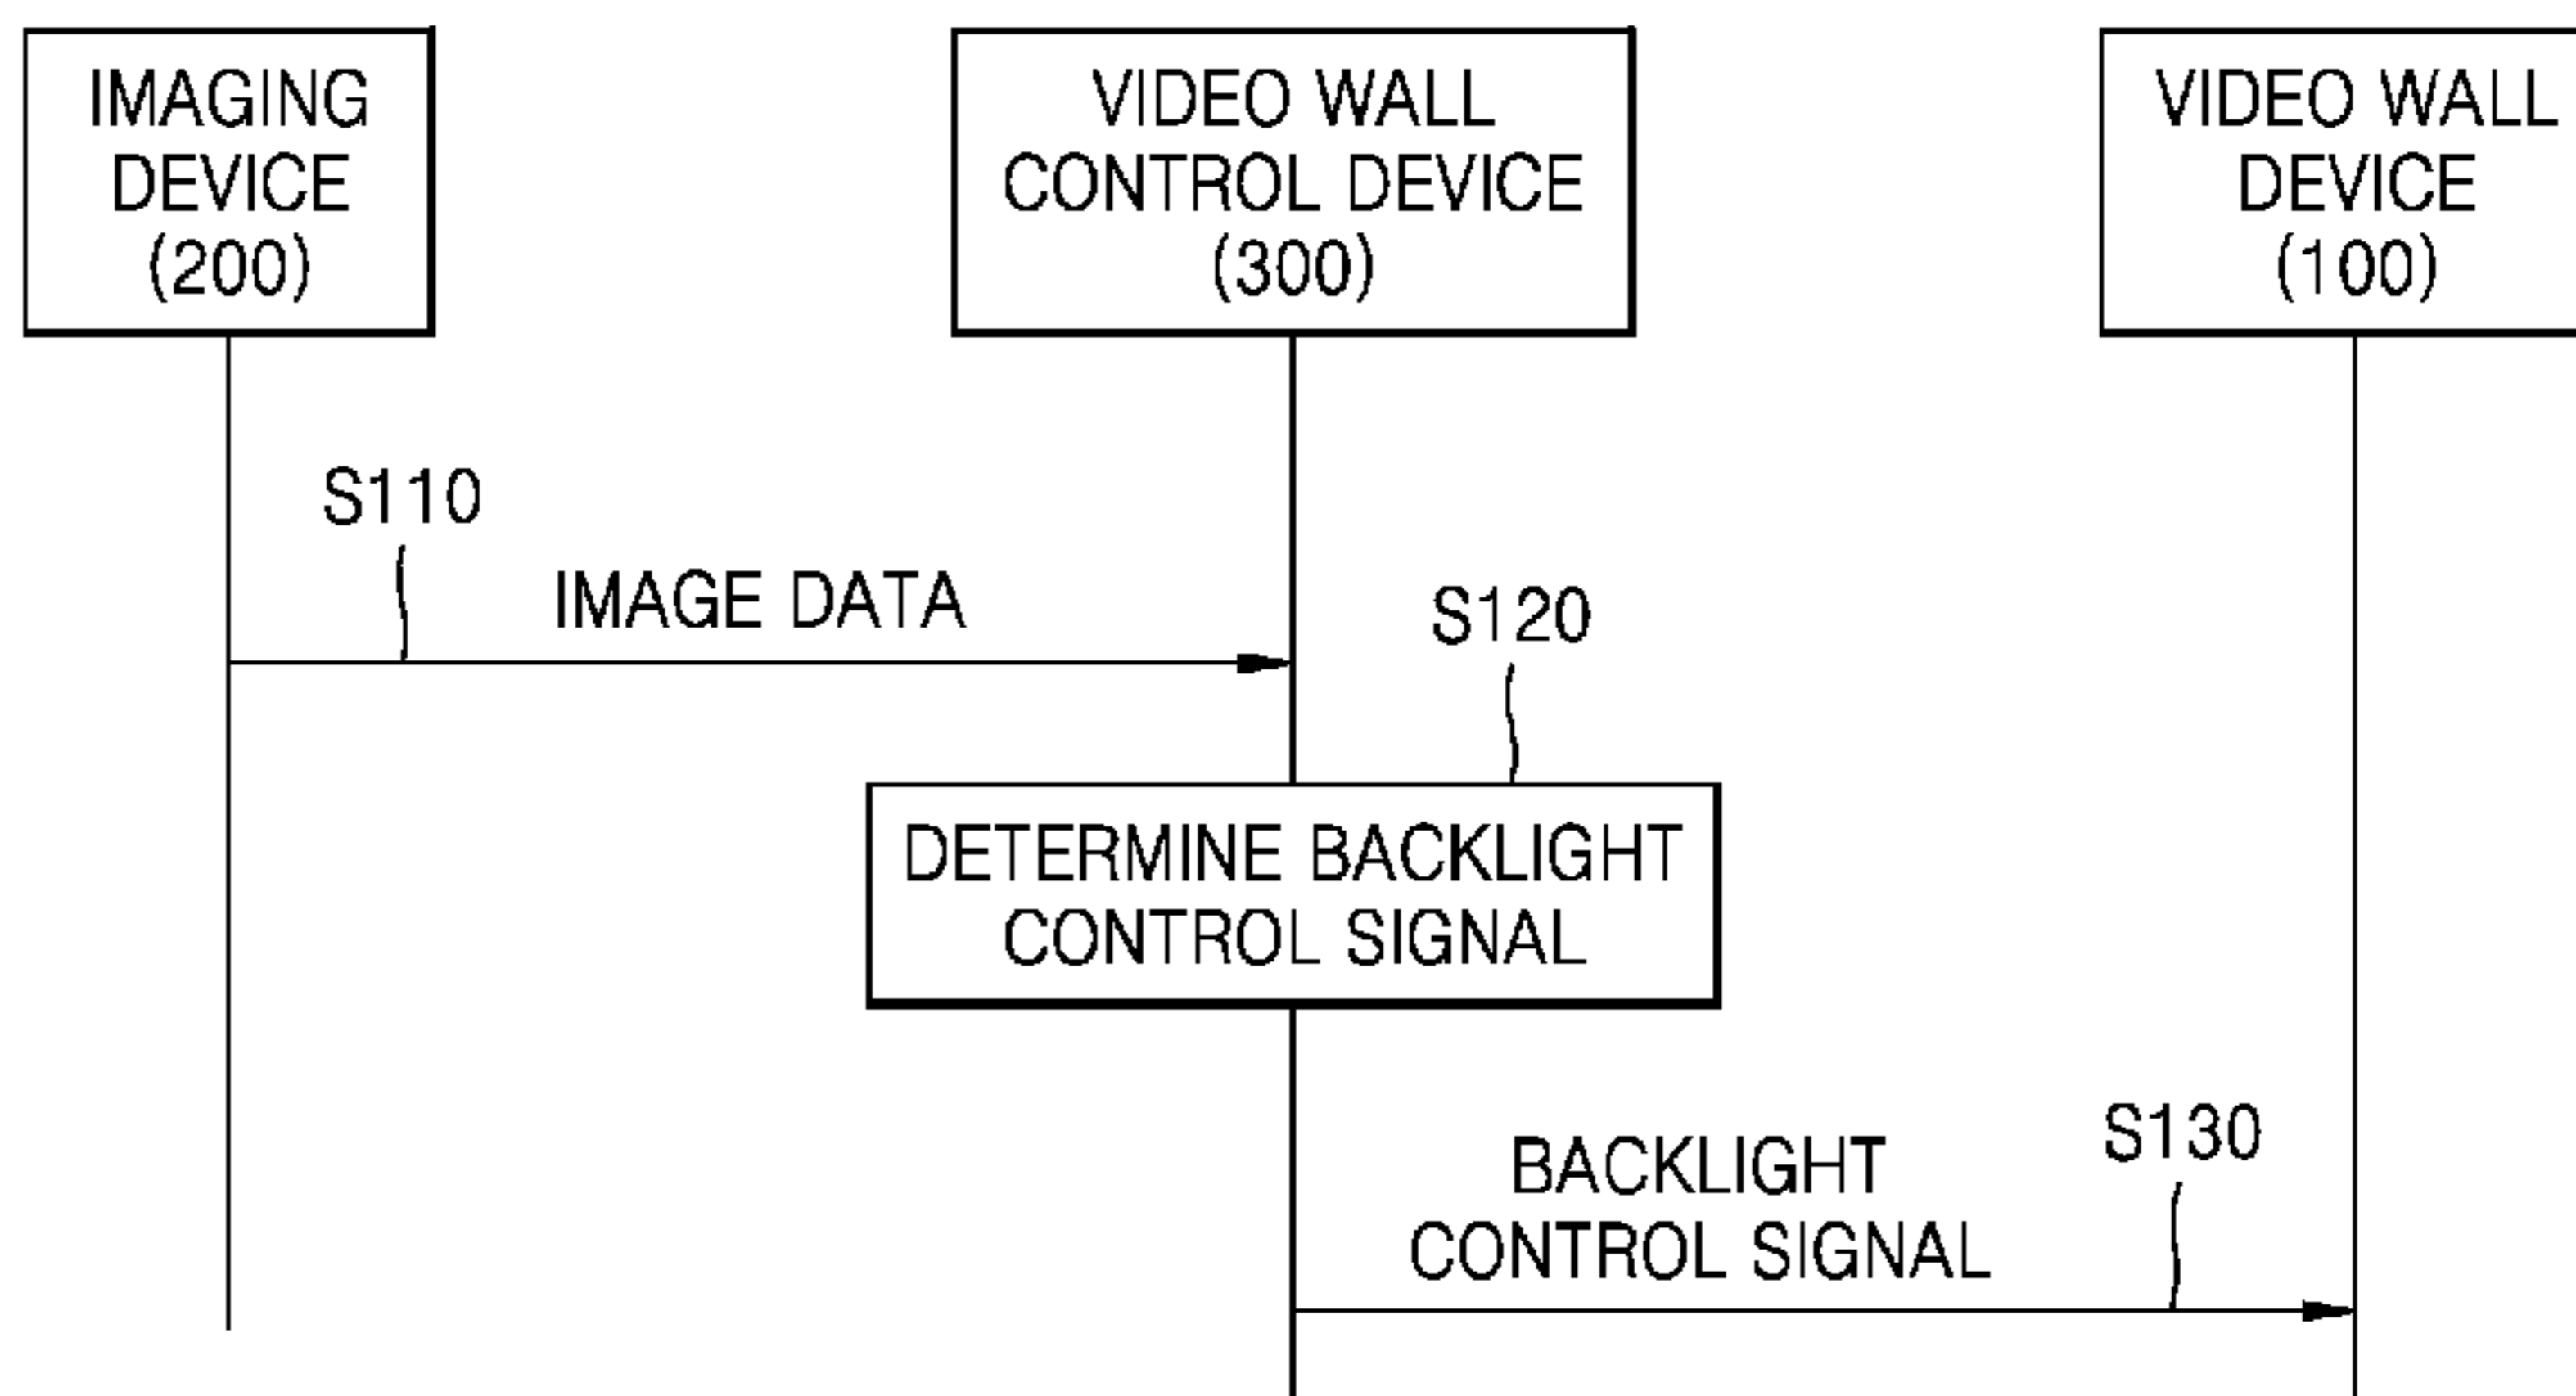 IMAGING
DEVICE
(200)
VIDEO WALL
CONTROL DEVICE
(300)
VIDEO WALL
DEVICE
(100)
S110
IMAGE DATA
S120
DETERMINE BACKLIGHT
CONTROL SIGNAL
S130
BACKLIGHT
CONTROL SIGNAL